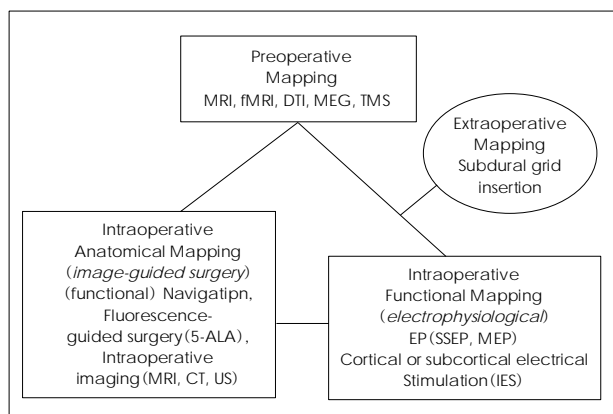 Preoperative
Mapping
MRI, fMRI, DTI, MEG, TMS
Extraoperative
Mapping
Subdural grid
insertion
Intraoperative
Anatomical Mapping
(image-guided surgery)
(functional) Navigatipn,
Fluorescence-
guided surgery(5-ALA),
Intraoperative
imaging(MRI, CT, US)
Intraoperative
Functional Mapping
(electrophysiological)
EP(SSEP, MEP)
Cortical or subcortical electrical
Stimulation(IES)